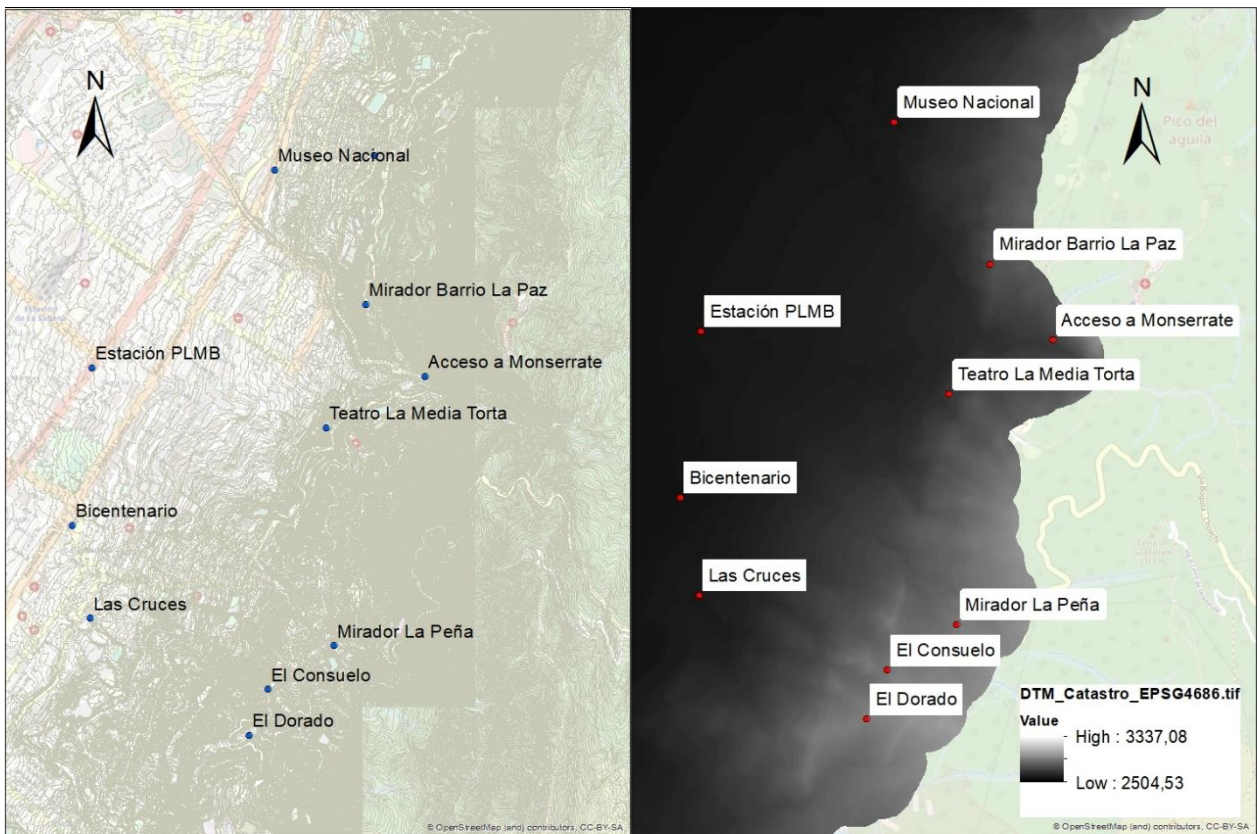 N
Museo Nacional
Mirador Barrio La Paz
Estación PLMB
Acceso a Monserrate
Teatro La Media Torta
Bicentenario
Las Cruces
Mirador La Peña
El Consuelo
El Dorado
© OpenStreetMap (and) contributors, CC-BY-SA
N
Pico del
águila
Museo Nacional
Mirador Barrio La Paz
Estación PLMB
Acceso a Monserrate
Teatro La Media Torta
Bicentenario
Las Cruces
Mirador La Peña
El Consuelo
El Dorado
DTM_Catastro_EPSG4686.tif
Value
High : 3337,08
Low : 2504,53
© OpenStreetMap (and) contributors, CC-BY-SA